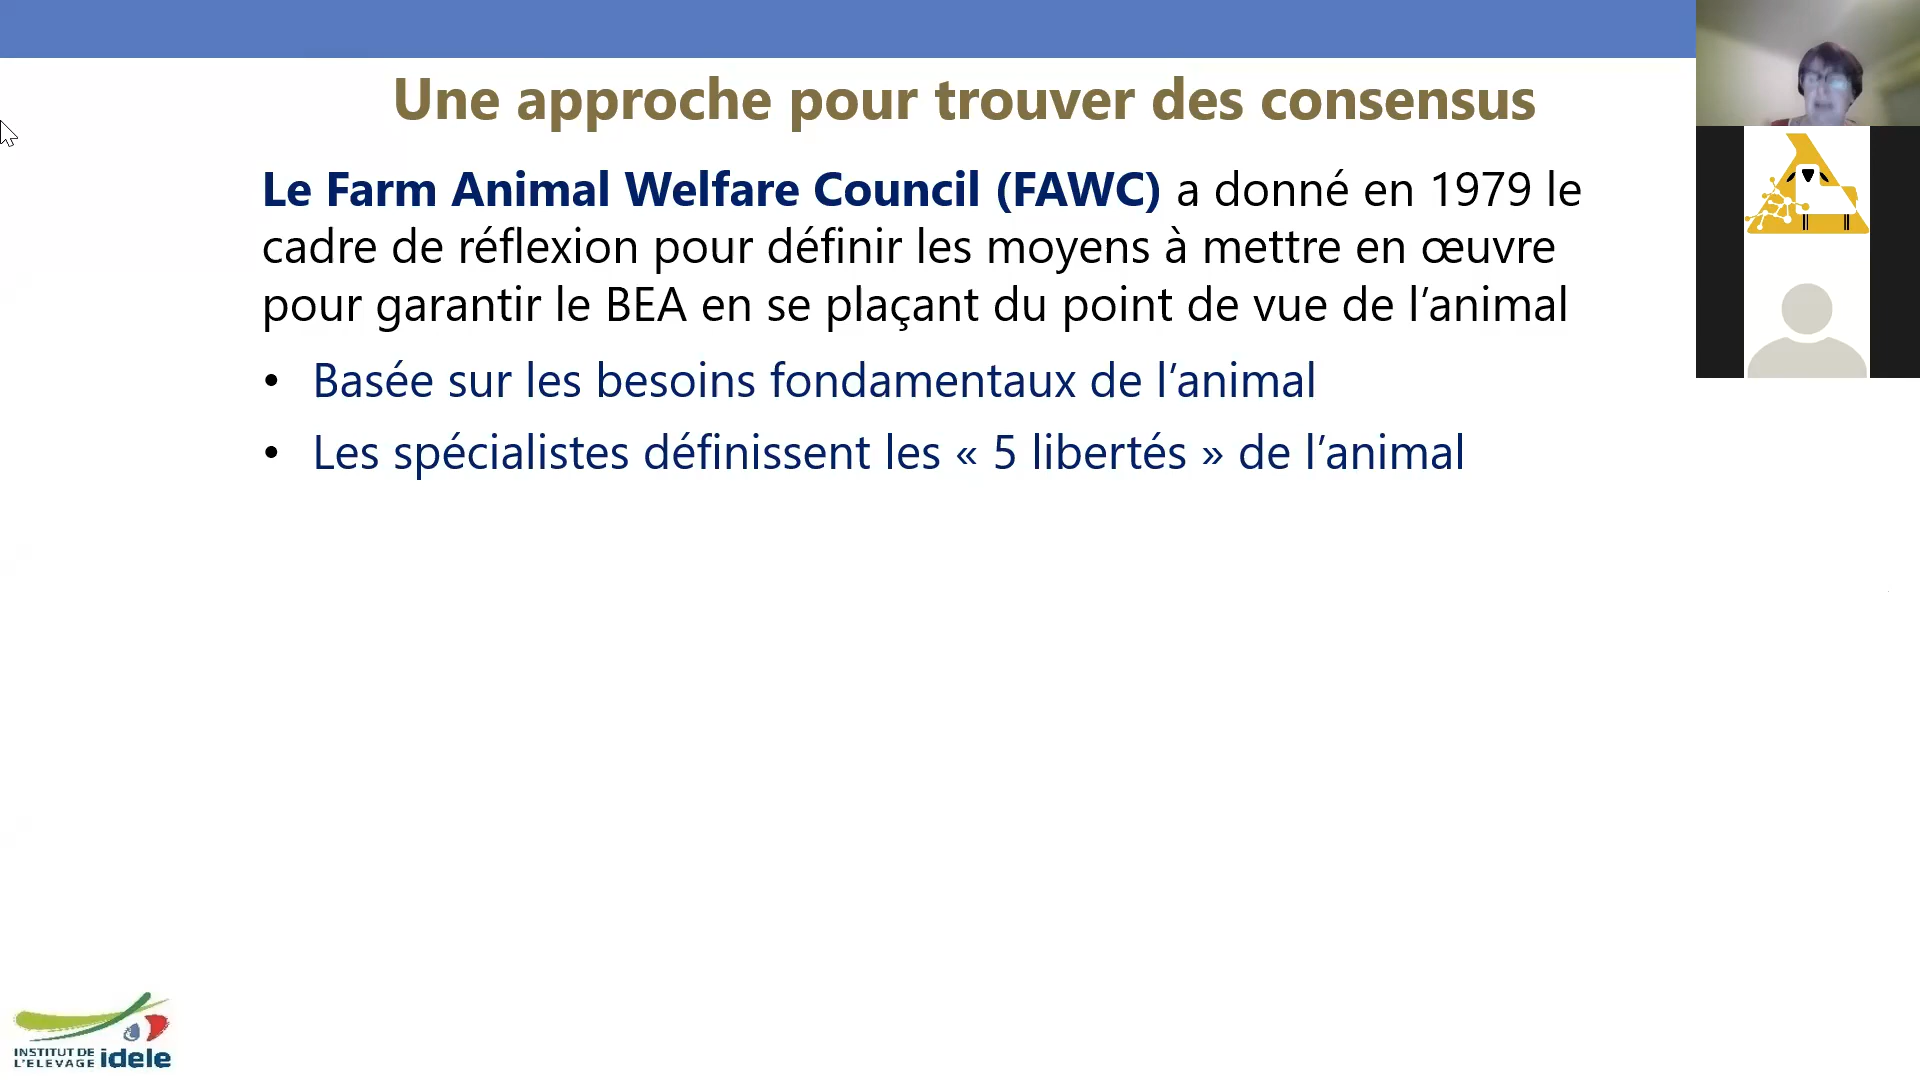 Une approche pour trouver des consensus
Le Farm Animal Welfare Council (FAWC) a donné en 1979 le
cadre de réflexion pour définir les moyens à mettre en œuvre
pour garantir le BEA en se plaçant du point de vue de l’animal
• Basée sur les besoins fondamentaux de l’animal
• Les spécialistes définissent les « 5 libertés » de l’animal
INSTITUT DE
L'ELEVAGE idele